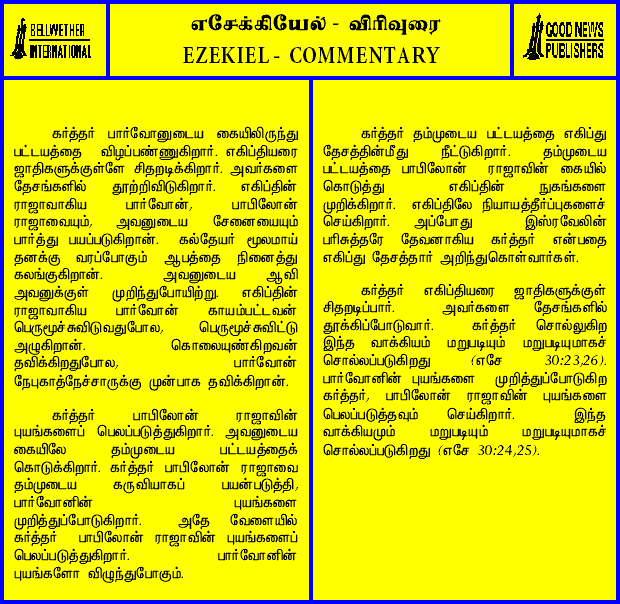 BELLWETHER
INTERNATIONAL
எசேக்கியேல் - விரிவுரை
EZEKIEL - COMMENTARY
GOOD NEWS
PUBLISHERS
கர்த்தர் பார்வோனுடைய கையிலிருந்து
பட்டயத்தை விழப்பண்ணுகிறார். எகிப்தியரை
ஜாதிகளுக்குள்ளே சிதறடிக்கிறார். அவர்களை
தேசங்களில் தூற்றிவிடுகிறார். எகிப்தின்
ராஜாவாகிய பார்வோன், பாபிலோன்
ராஜாவையும், அவனுடைய சேனையையும்
பார்த்து பயப்படுகிறான். கல்தேயர் மூலமாய்
தனக்கு வரப்போகும் ஆபத்தை நினைத்து
கலங்குகிறான். அவனுடைய ஆவி
அவனுக்குள் முறிந்துபோயிற்று. எகிப்தின்
ராஜாவாகிய பார்வோன் காயம்பட்டவன்
பெருமூச்சுவிடுவதுபோல, பெருமூச்சுவிட்டு
அழுகிறான். கொலையுண்கிறவன்
தவிக்கிறதுபோல, பார்வோன்
நேபுகாத்நேச்சாருக்கு முன்பாக தவிக்கிறான்.
கர்த்தர் பாபிலோன் ராஜாவின்
புயங்களைப் பெலப்படுத்துகிறார். அவனுடைய
கையிலே தம்முடைய பட்டயத்தைக்
கொடுக்கிறார். கர்த்தர் பாபிலோன் ராஜாவை
தம்முடைய கருவியாகப் பயன்படுத்தி,
பார்வோனின் புயங்களை
முறித்துப்போடுகிறார். அதே வேளையில்
கர்த்தர் பாபிலோன் ராஜாவின் புயங்களைப்
பெலப்படுத்துகிறார். பார்வோனின்
புயங்களோ விழுந்துபோகும்.
கர்த்தர் தம்முடைய பட்டயத்தை எகிப்து
தேசத்தின்மீது நீட்டுகிறார். தம்முடைய
பட்டயத்தை பாபிலோன் ராஜாவின் கையில்
கொடுத்து எகிப்தின் நுகங்களை
முறிக்கிறார். எகிப்திலே நியாயத்தீர்ப்புகளைச்
செய்கிறார். அப்போது இஸ்ரவேலின்
பரிசுத்தரே தேவனாகிய கர்த்தர் என்பதை
எகிப்து தேசத்தார் அறிந்துகொள்வார்கள்.
கர்த்தர் எகிப்தியரை ஜாதிகளுக்குள்
சிதறடிப்பார். அவர்களை தேசங்களில்
தூக்கிப்போடுவார். கர்த்தர் சொல்லுகிற
இந்த வாக்கியம் மறுபடியும் மறுபடியுமாகச்
சொல்லப்படுகிறது (எசே 30:23,26).
பார்வோனின் புயங்களை முறித்துப்போடுகிற
கர்த்தர், பாபிலோன் ராஜாவின் புயங்களை
பெலப்படுத்தவும் செய்கிறார். இந்த
வாக்கியமும் மறுபடியும் மறுபடியுமாகச்
சொல்லப்படுகிறது (எசே 30:24,25).